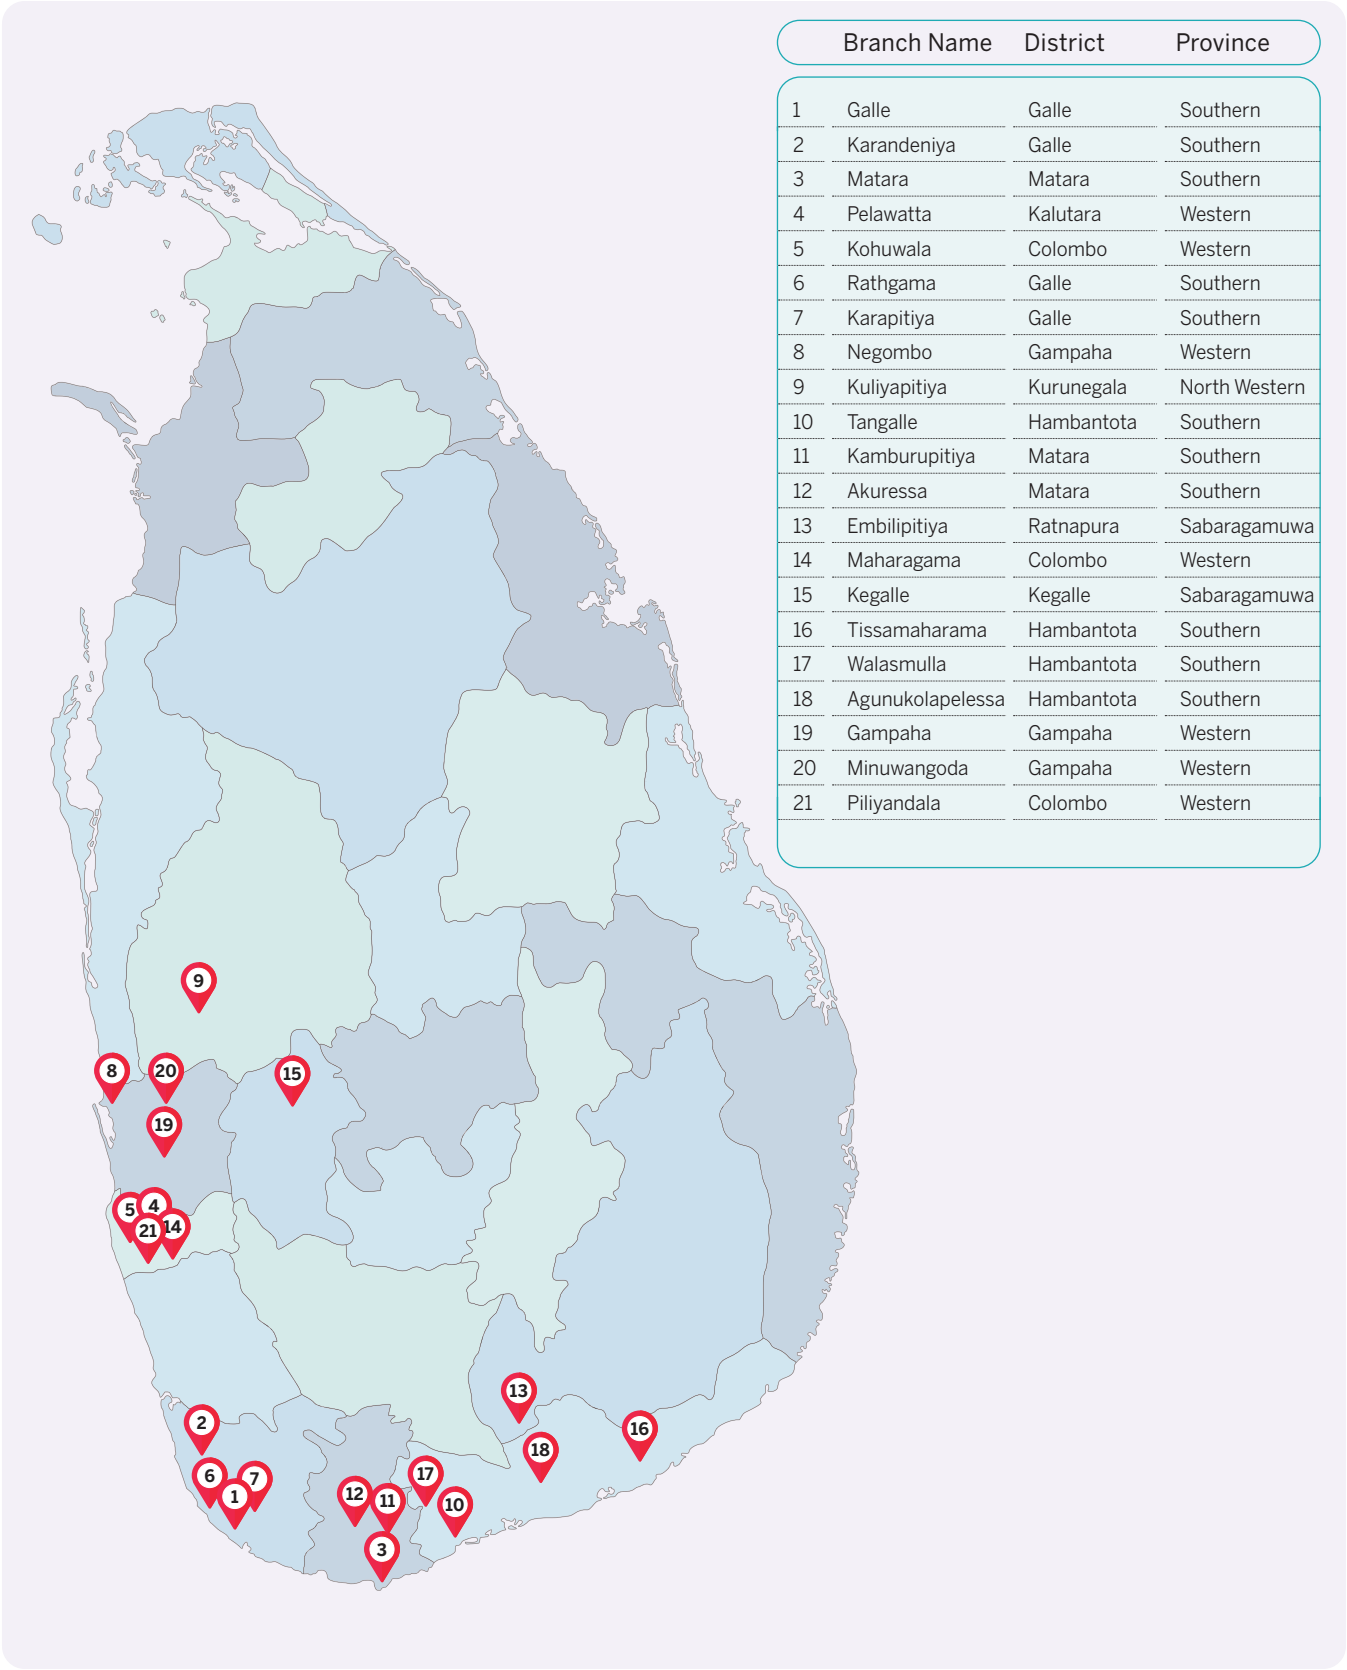 Branch Name District Province
1 Galle Galle Southern
2 Karandeniya Galle Southern
3 Matara Matara Southern
4 Pelawatta Kalutara Western
5 Kohuwala Colombo Western
6 Rathgama Galle Southern
7 Karapitiya Galle Southern
8 Negombo Gampaha Western
9 Kuliyapitiya Kurunegala North Western
10 Tangalle Hambantota Southern
11 Kamburupitiya Matara Southern
12 Akuressa Matara Southern
13 Embilipitiya Ratnapura Sabaragamuwa
14 Maharagama Colombo Western
15 Kegalle Kegalle Sabaragamuwa
16 Tissamaharama Hambantota Southern
17 Walasmulla Hambantota Southern
18 Agunukolapelessa Hambantota Southern
19 Gampaha Gampaha Western
20 Minuwangoda Gampaha Western
21 Piliyandala Colombo Western
9
8 20 15
19
5 4
21 14
13
2 16
18
6 7 17
1 12 11 10
3